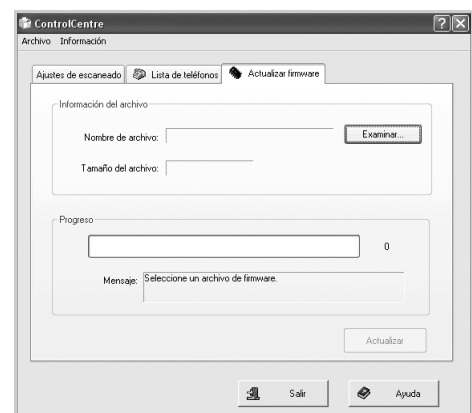 ControlCentre
Archivo Información
Ajustes de escaneado Lista de teléfonos Actualizar firmware
Información del archivo
Nombre de archivo: Examinar...
Tamaño del archivo:
Progreso
0
Mensaje: Seleccione un archivo de firmware.
Actualizar
Salir Ayuda